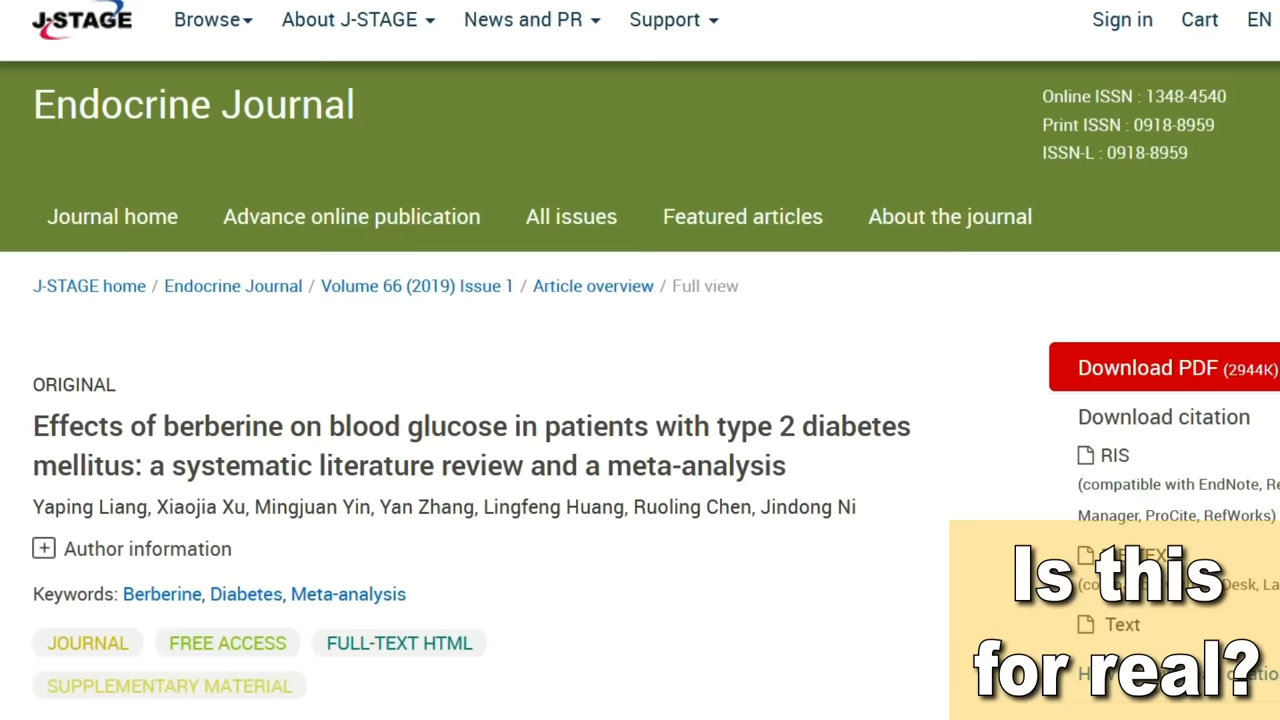 J-STAGE
Browse About J-STAGE News and PR Support Sign in Cart EN
Endocrine Journal
Online ISSN : 1348-4540
Print ISSN : 0918-8959
ISSN-L : 0918-8959
Journal home Advance online publication All issues Featured articles About the journal
J-STAGE home / Endocrine Journal / Volume 66 (2019) Issue 1 / Article overview / Full view
ORIGINAL
Effects of berberine on blood glucose in patients with type 2 diabetes
mellitus: a systematic literature review and a meta-analysis
Yaping Liang, Xiaojia Xu, Mingjuan Yin, Yan Zhang, Lingfeng Huang, Ruoling Chen, Jindong Ni
Author information
Keywords: Berberine, Diabetes, Meta-analysis
JOURNAL FREE ACCESS FULL-TEXT HTML
SUPPLEMENTARY MATERIAL
Download PDF (2944K)
Download citation
RIS
(compatible with EndNote,
Manager, ProCite, RefWorks)
Text
Is this
for real?